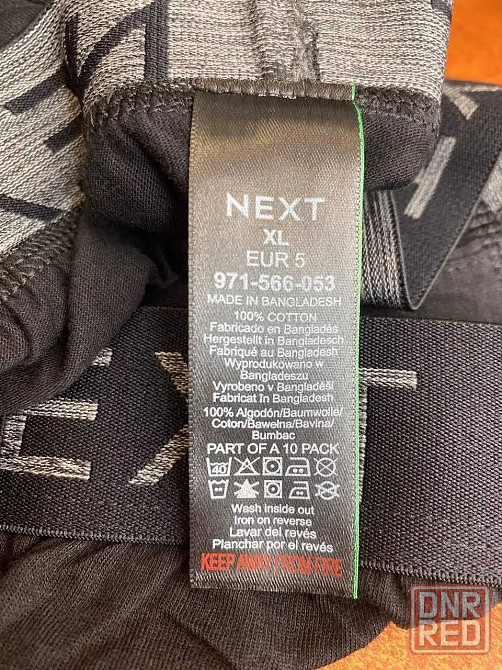 NEXT
XL
EUR 5
971-566-053
MADE IN BANGLADESH
100% COTTON
Fabricado en Bangladés
Hergestellt in Bangladesch
Fabriqué au Bangladesh
Wyprodukowano w
Bangladeszu
Vyrobeno v Bangladéši
Fabricat în Bangladesh
100% Algodón/Baumwolle/
Coton/Bawełna/Bavlna/
Bumbac
PART OF A 10 PACK
40
Wash inside out
Iron on reverse
Lavar del revés
Planchar por el revés
KEEP AWAY FROM FIRE
EXT
DNR
RED